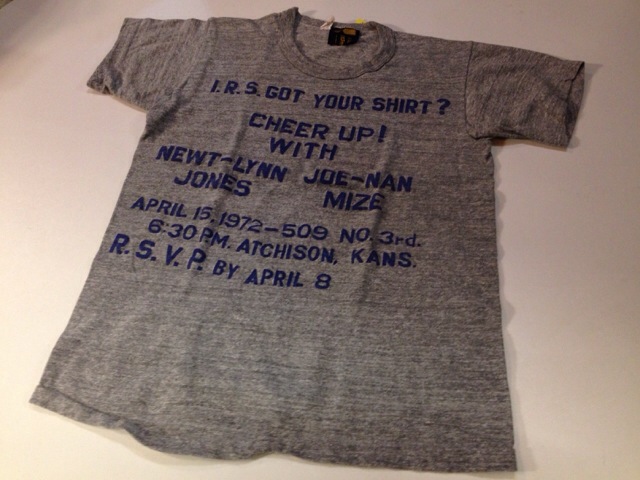 I.R.S. GOT YOUR SHIRT?
CHEER UP!
WITH
NEWT-LYNN JOE-NAN
JONES MIZE
APRIL 15, 1972-509 NO. 3rd.
6:30 P.M. ATCHISON, KANS.
R.S.V.P. BY APRIL 8